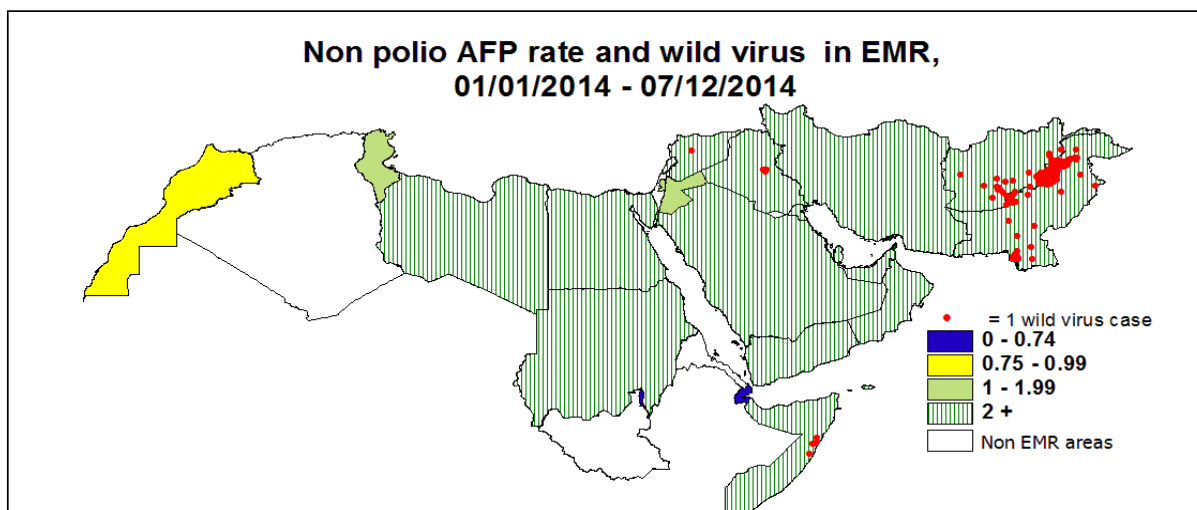 Non polio AFP rate and wild virus in EMR,
01/01/2014 - 07/12/2014
= 1 wild virus case
0 - 0.74
0.75 - 0.99
1 - 1.99
2 +
Non EMR areas